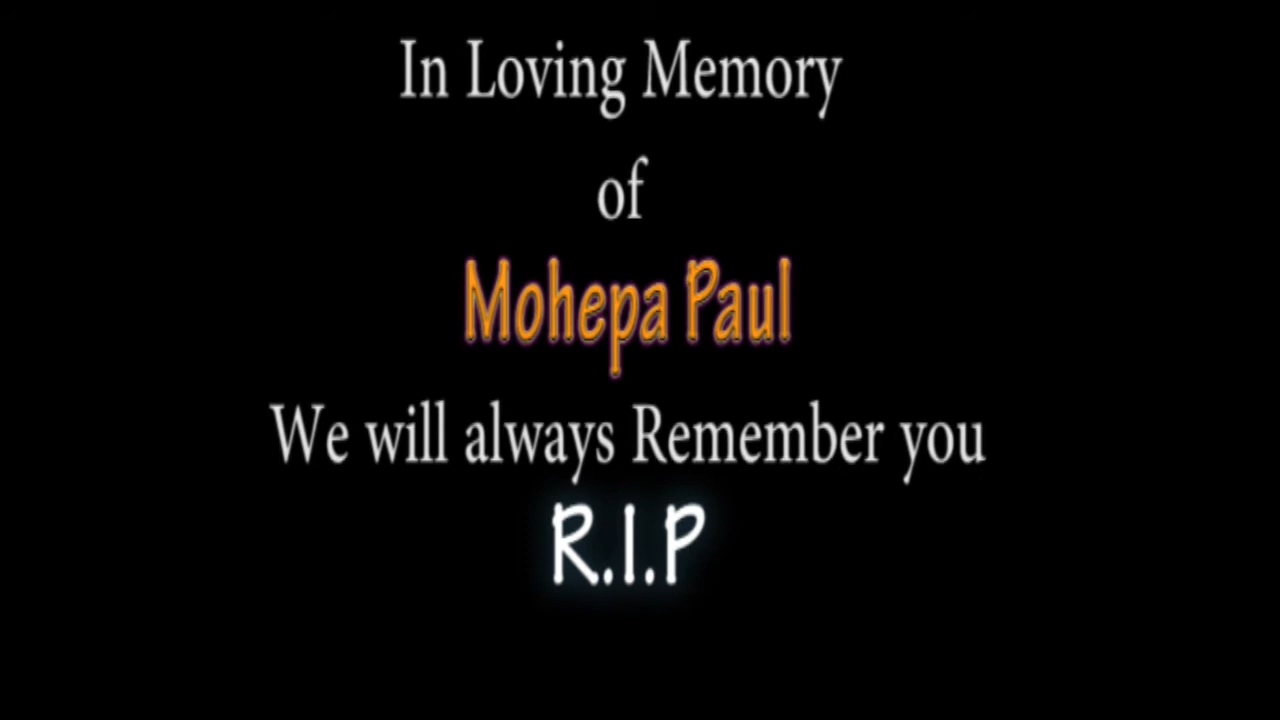 In Loving Memory
of
Mohepa Paul
We will always Remember you
R.I.P